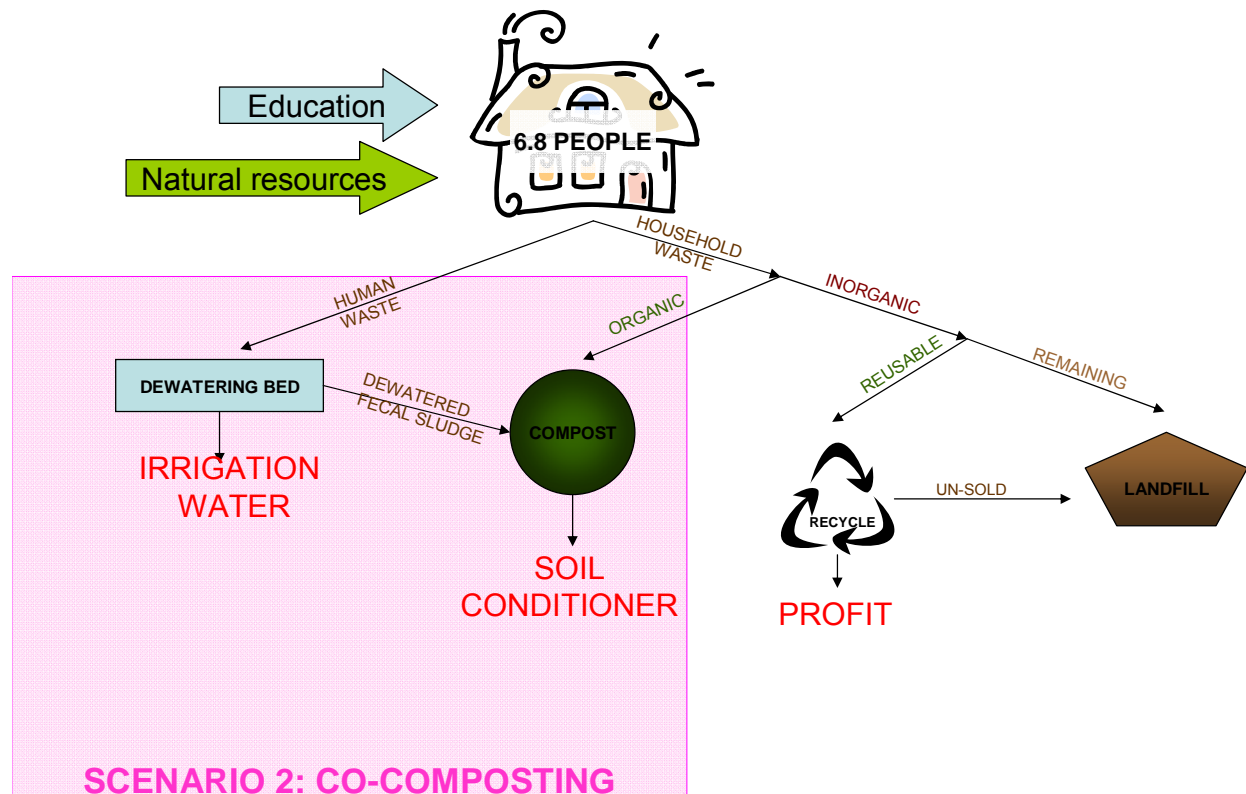 Education
6.8 PEOPLE
Natural resources
HOUSEHOLD
WASTE
HUMAN
WASTE
ORGANIC
INORGANIC
REUSABLE
REMAINING
DEWATERING BED
DEWATERED
FECAL SLUDGE
COMPOST
IRRIGATION
WATER
UN-SOLD
LANDFILL
RECYCLE
SOIL
CONDITIONER
PROFIT
SCENARIO 2: CO-COMPOSTING